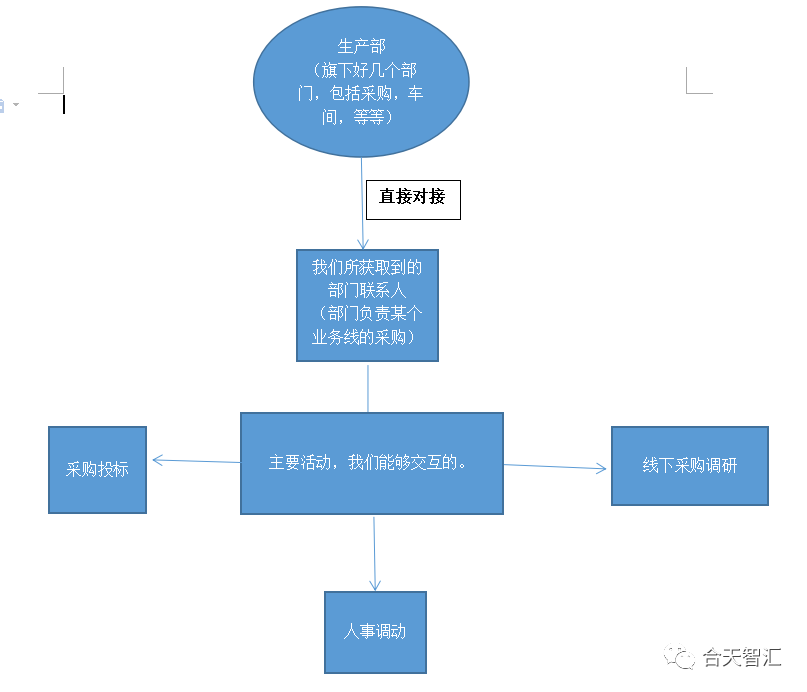 生产部
（旗下好几个部
门，包括采购，车
间，等等）
直接对接
我们所获取到的
部门联系人
（部门负责某个
业务线的采购）
主要活动，我们能够交互的。
采购投标
线下采购调研
人事调动
合天智汇